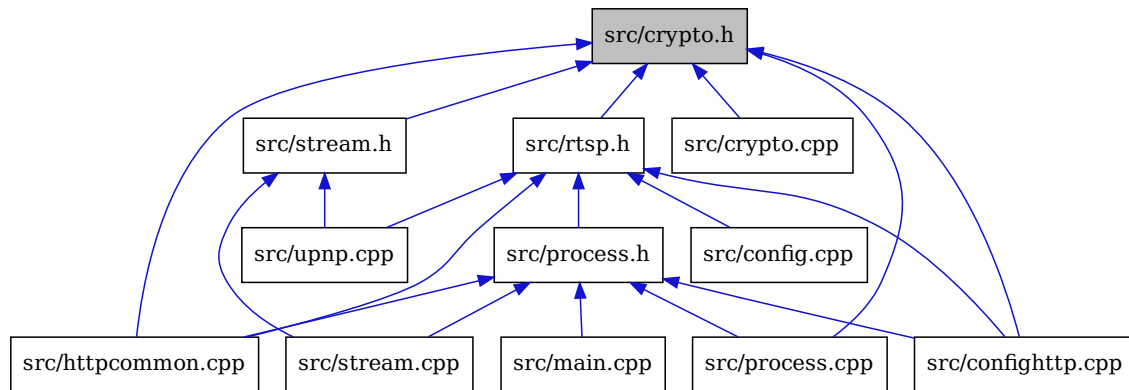 src/crypto.h
src/stream.h
src/rtsp.h
src/crypto.cpp
src/upnp.cpp
src/process.h
src/config.cpp
src/httpcommon.cpp
src/stream.cpp
src/main.cpp
src/process.cpp
src/confighttp.cpp